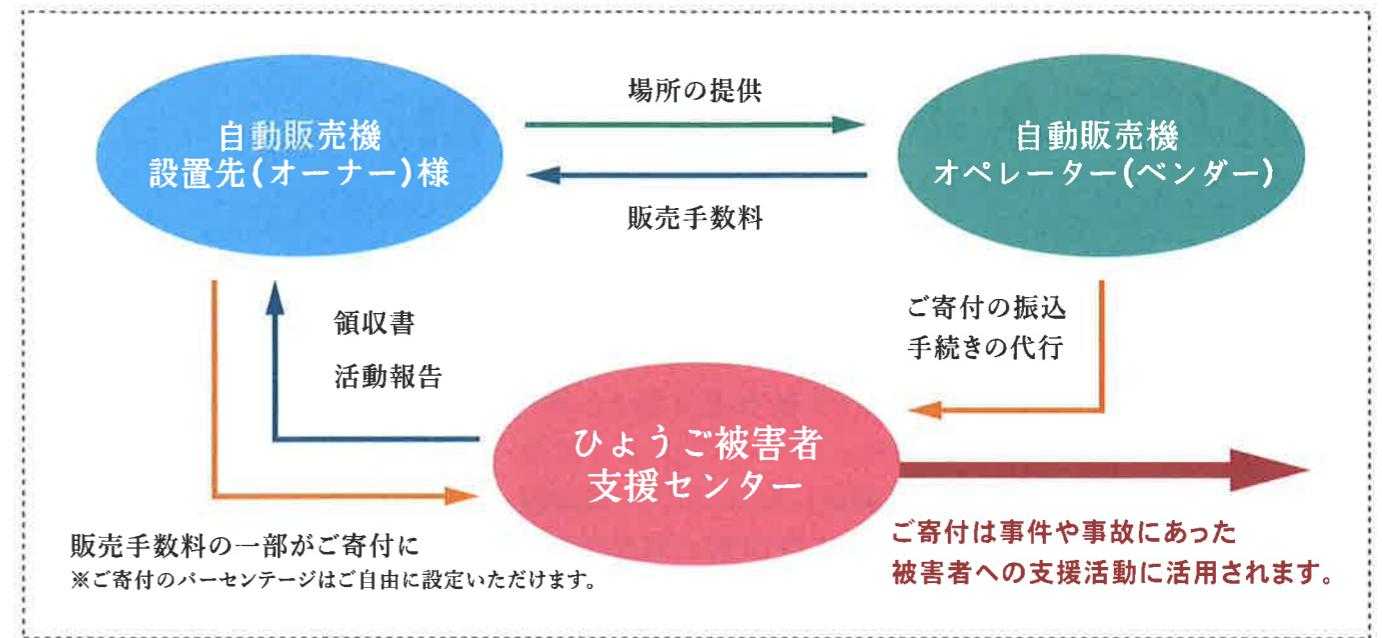 場所の提供
自動販売機
設置先(オーナー)様
自動販売機
オペレーター(ベンダー)
販売手数料
領収書
活動報告
ご寄付の振込
手続きの代行
ひょうご被害者
支援センター
販売手数料の一部がご寄付に
※ご寄付のパーセンテージはご自由に設定いただけます。
ご寄付は事件や事故にあった
被害者への支援活動に活用されます。